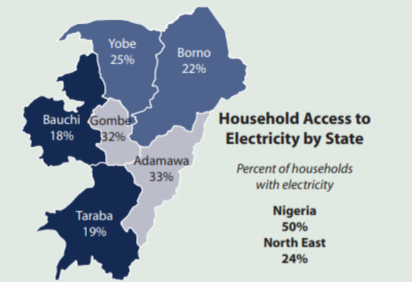 Yobe
25%
Borno
22%
Bauchi
18%
Gombe
32%
Adamawa
33%
Taraba
19%
Household Access to
Electricity by State
Percent of households
with electricity
Nigeria
50%
North East
24%